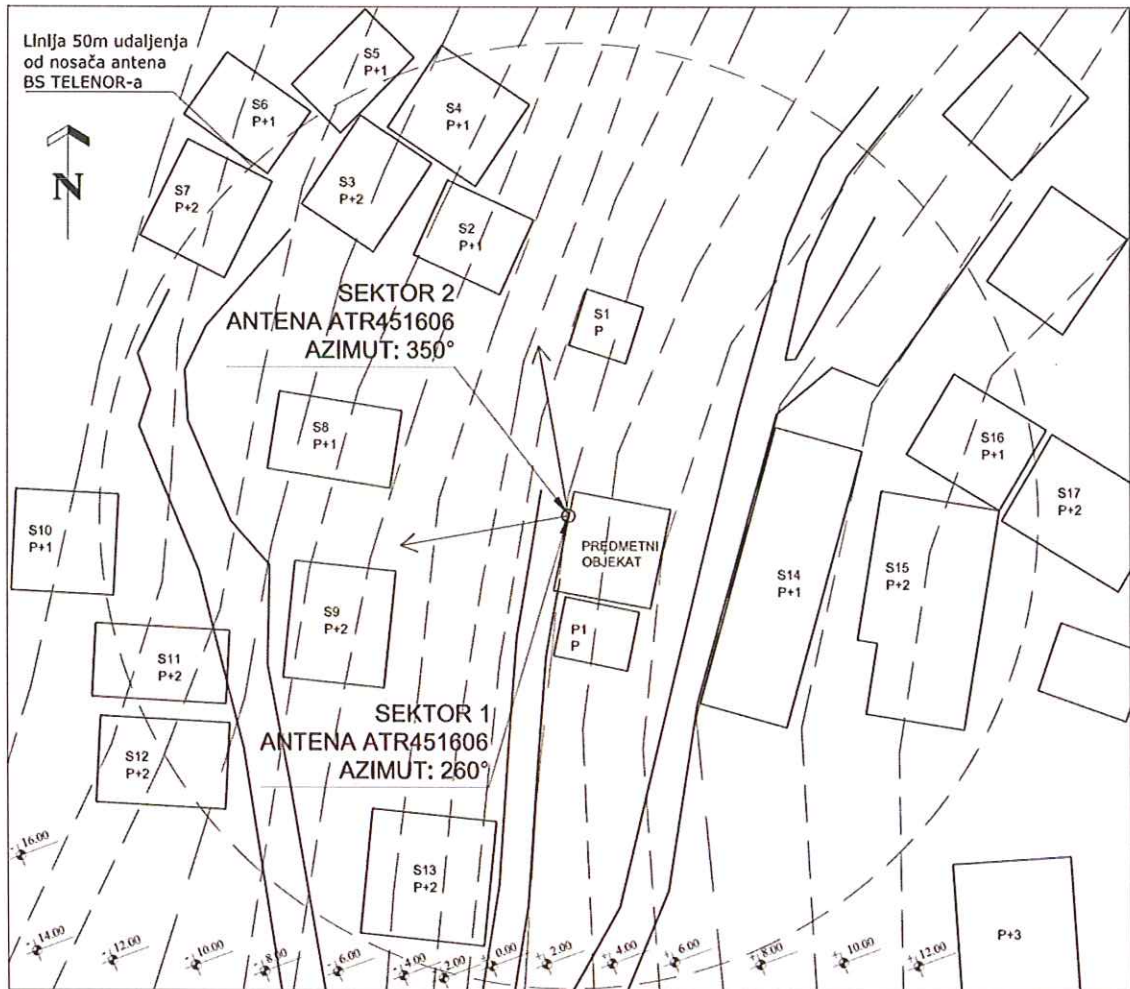 Linija 50m udaljenja
od nosača antena
BS TELENOR-a
N
S5
P+1
S6
P+1
S4
P+1
S3
P+2
S7
P+2
S2
P+1
SEKTOR 2
ANTENA ATR451606
AZIMUT: 350°
S1
P
S8
P+1
S16
P+1
S17
P+2
S10
P+1
PREDMETNI
OBJEKAT
S14
P+1
S15
P+2
S9
P+2
P1
P
S11
P+2
SEKTOR 1
ANTENA ATR451606
AZIMUT: 260°
S12
P+2
S13
P+2
P+3
-16.00
-14.00
-12.00
-10.00
-8.00
-6.00
-4.00
-2.00
± 0.00
+ 2.00
+ 4.00
+ 6.00
+ 8.00
+ 10.00
+ 12.00